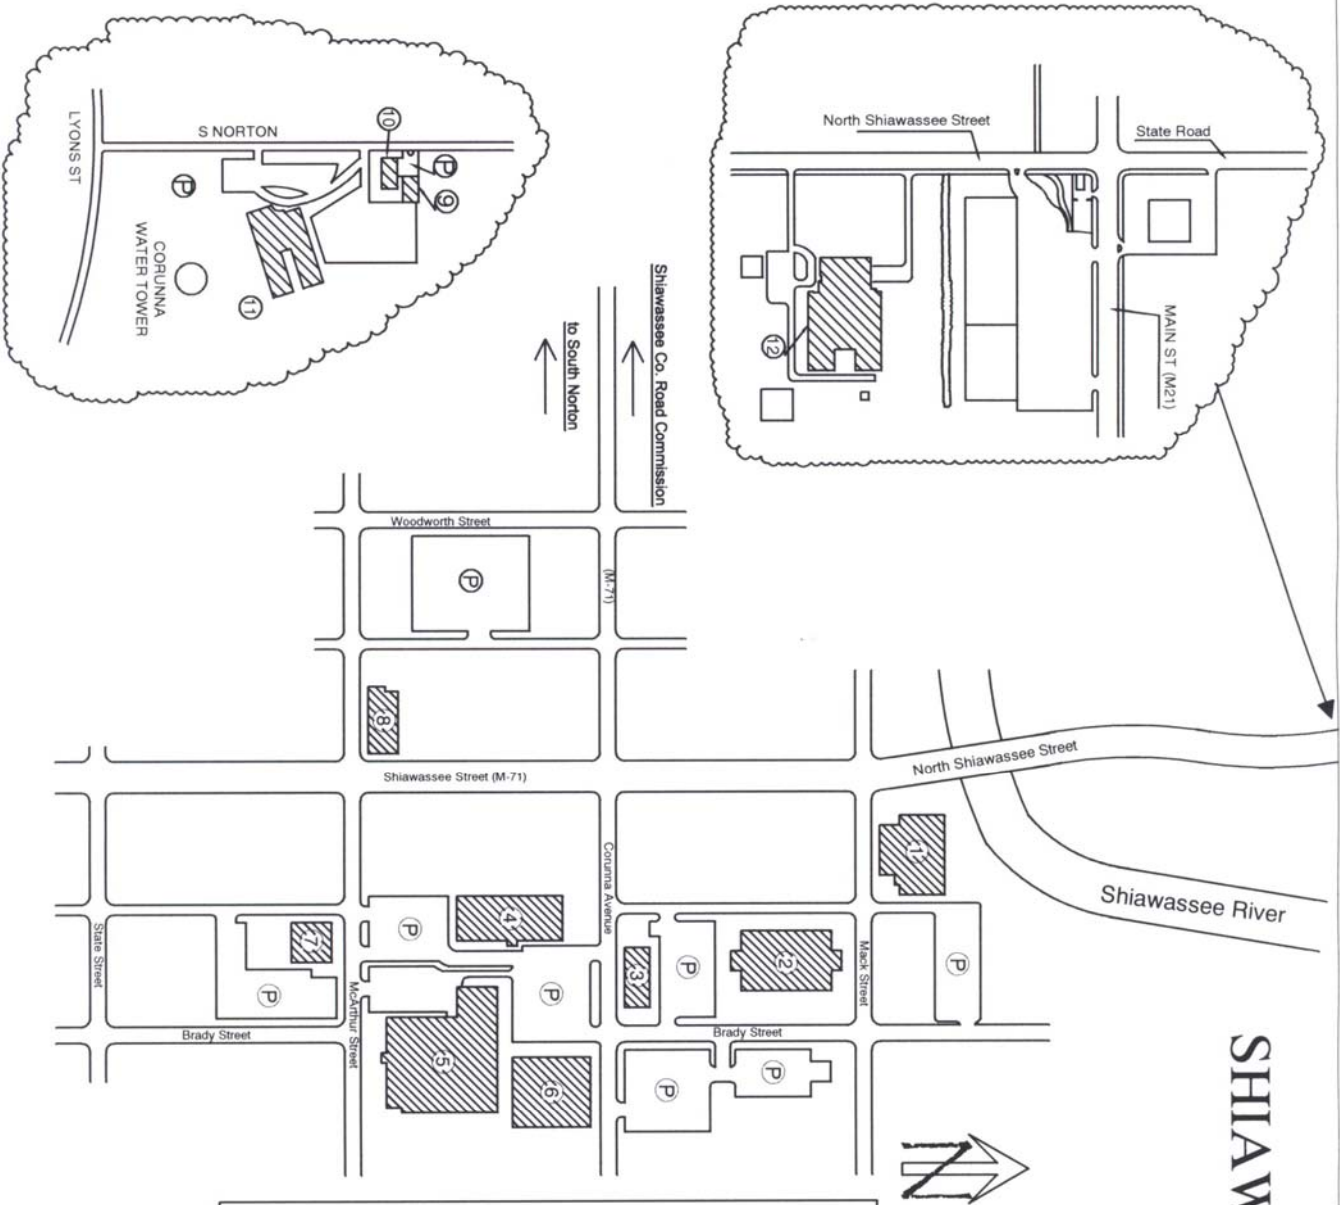 North Shiawassee Street
State Road
MAIN ST (M21)
12
S NORTON
LYONS ST
10
P
9
P
CORUNNA
WATER TOWER
11
Shiawassee Co. Road Commission
to South Norton
Woodworth Street
P
(M-71)
8
Shiawassee Street (M-71)
North Shiawassee Street
Shiawassee River
1
Corunna Avenue
4
P
7
State Street
P
McArthur Street
Brady Street
5
P
6
3
P
2
Mack Street
P
Brady Street
P
P
N
SHIAW